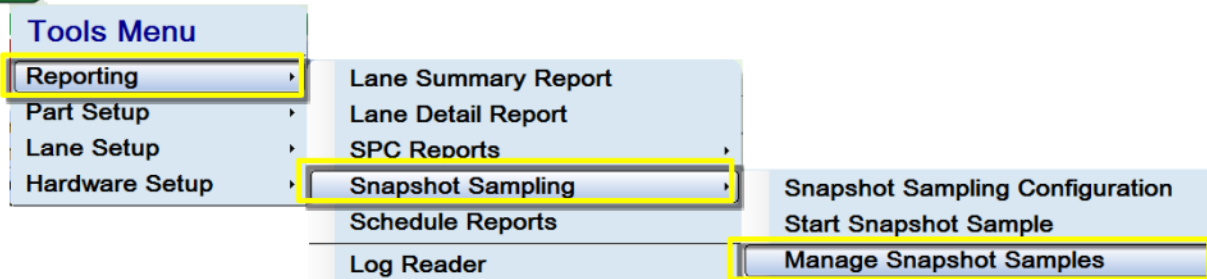 Tools Menu
Reporting
Part Setup
Lane Setup
Hardware Setup
Lane Summary Report
Lane Detail Report
SPC Reports
Snapshot Sampling
Schedule Reports
Log Reader
Snapshot Sampling Configuration
Start Snapshot Sample
Manage Snapshot Samples